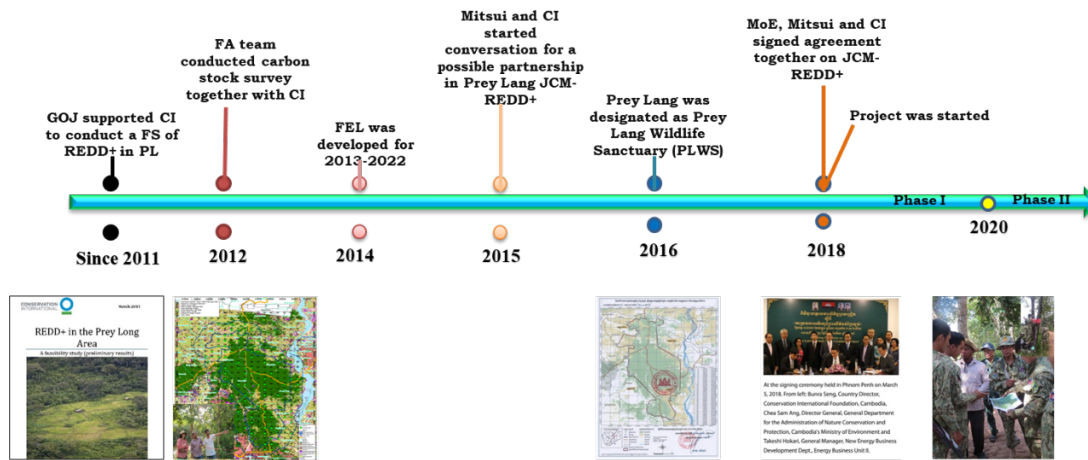 GOJ supported CI
to conduct a FS of
REDD+ in PL
FA team
conducted carbon
stock survey
together with CI
FEL was
developed for
2013-2022
Mitsui and CI
started
conversation for a
possible partnership
in Prey Lang JCM-
REDD+
Prey Lang was
designated as Prey
Lang Wildlife
Sanctuary (PLWS)
MoE, Mitsui and CI
signed agreement
together on JCM-
REDD+
Project was started
Phase I
Phase II
Since 2011
2012
2014
2015
2016
2018
2020
CONSERVATION
INTERNATIONAL
REDD+ in the Prey Long
Area
A feasibility study (preliminary results)
At the signing ceremony held in Phnom Penh on March
5, 2018. From left: Bunra Seng, Country Director,
Conservation International Foundation, Cambodia,
Chea Sam Ang, Director General, General Department
for the Administration of Nature Conservation and
Protection, Cambodia's Ministry of Environment and
Takeshi Hokari, General Manager, New Energy Business
Development Dept., Energy Business Unit II.